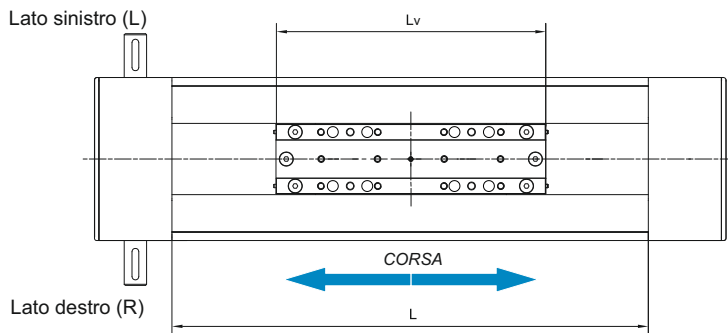 Lato sinistro (L)
Lv
CORSA
Lato destro (R)
L